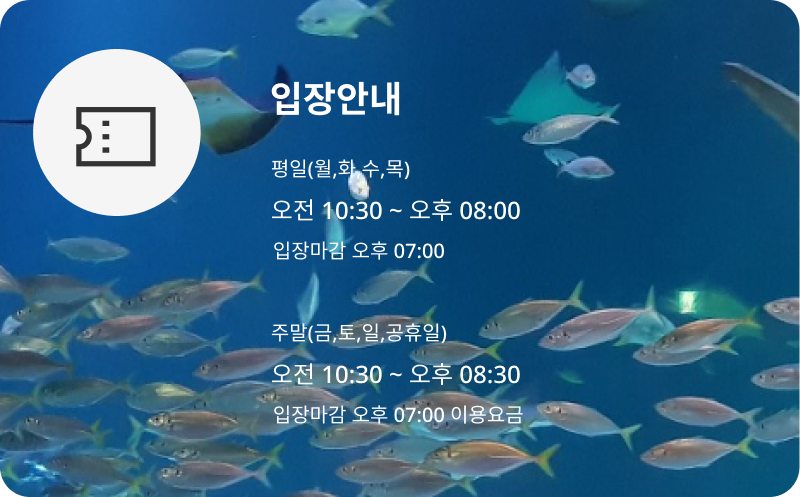 입장안내
평일(월,화,수,목)
오전 10:30 ~ 오후 08:00
입장마감 오후 07:00
주말(금,토,일,공휴일)
오전 10:30 ~ 오후 08:30
입장마감 오후 07:00 이용요금